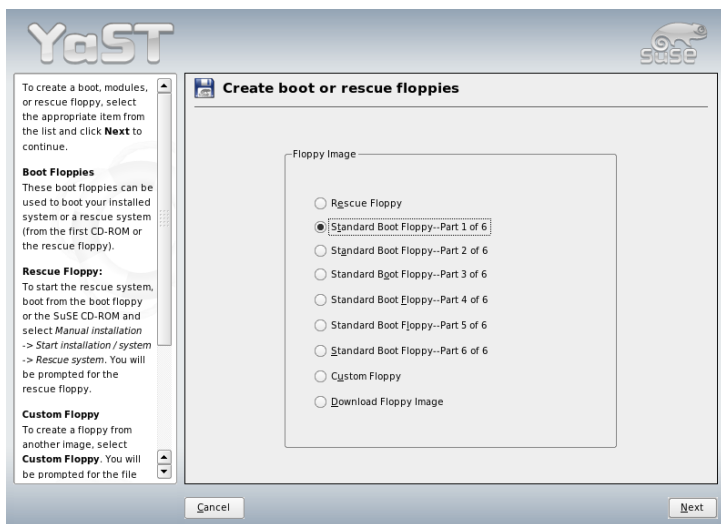 YaST
SUSE
To create a boot, modules,
or rescue floppy, select
the appropriate item from
the list and click Next to
continue.
Boot Floppies
These boot floppies can be
used to boot your installed
system or a rescue system
(from the first CD-ROM or
the rescue floppy).
Rescue Floppy:
To start the rescue system,
boot from the boot floppy
or the SuSE CD-ROM and
select Manual installation
-> Start installation / system
-> Rescue system. You will
be prompted for the
rescue floppy.
Custom Floppy
To create a floppy from
another image, select
Custom Floppy. You will
be prompted for the file
Create boot or rescue floppies
Floppy Image
Rescue Floppy
Standard Boot Floppy--Part 1 of 6
Standard Boot Floppy--Part 2 of 6
Standard Boot Floppy--Part 3 of 6
Standard Boot Floppy--Part 4 of 6
Standard Boot Floppy--Part 5 of 6
Standard Boot Floppy--Part 6 of 6
Custom Floppy
Download Floppy Image
Cancel
Next